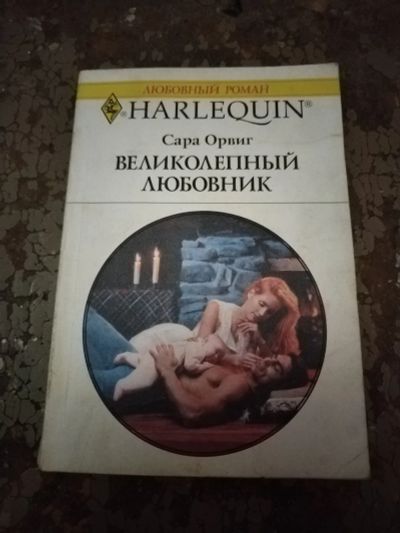 ЛЮБОВНЫЙ РОМАН
®HARLEQUIN®
Сара Орвиг
ВЕЛИКОЛЕПНЫЙ
ЛЮБОВНИК